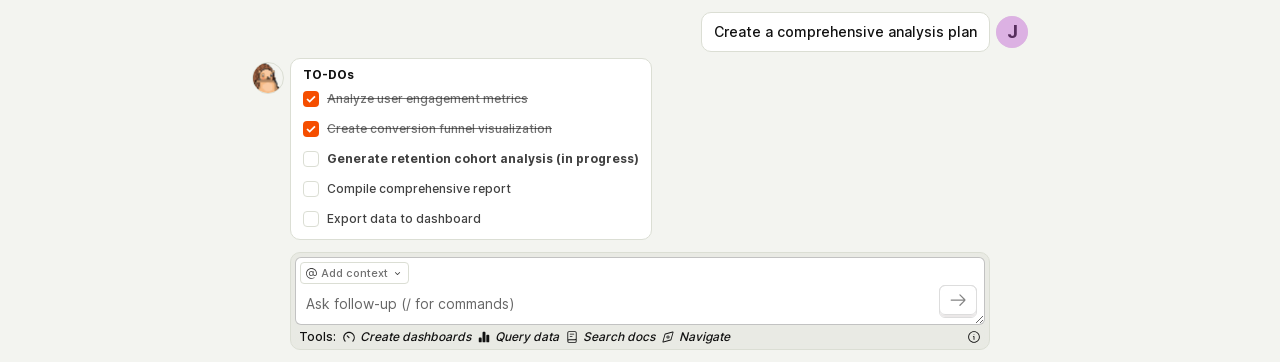 Create a comprehensive analysis plan
J
TO-DOs
Analyze user engagement metrics
Create conversion funnel visualization
Generate retention cohort analysis (in progress)
Compile comprehensive report
Export data to dashboard
@ Add context
Ask follow-up (/ for commands)
Tools: Create dashboards Query data Search docs Navigate